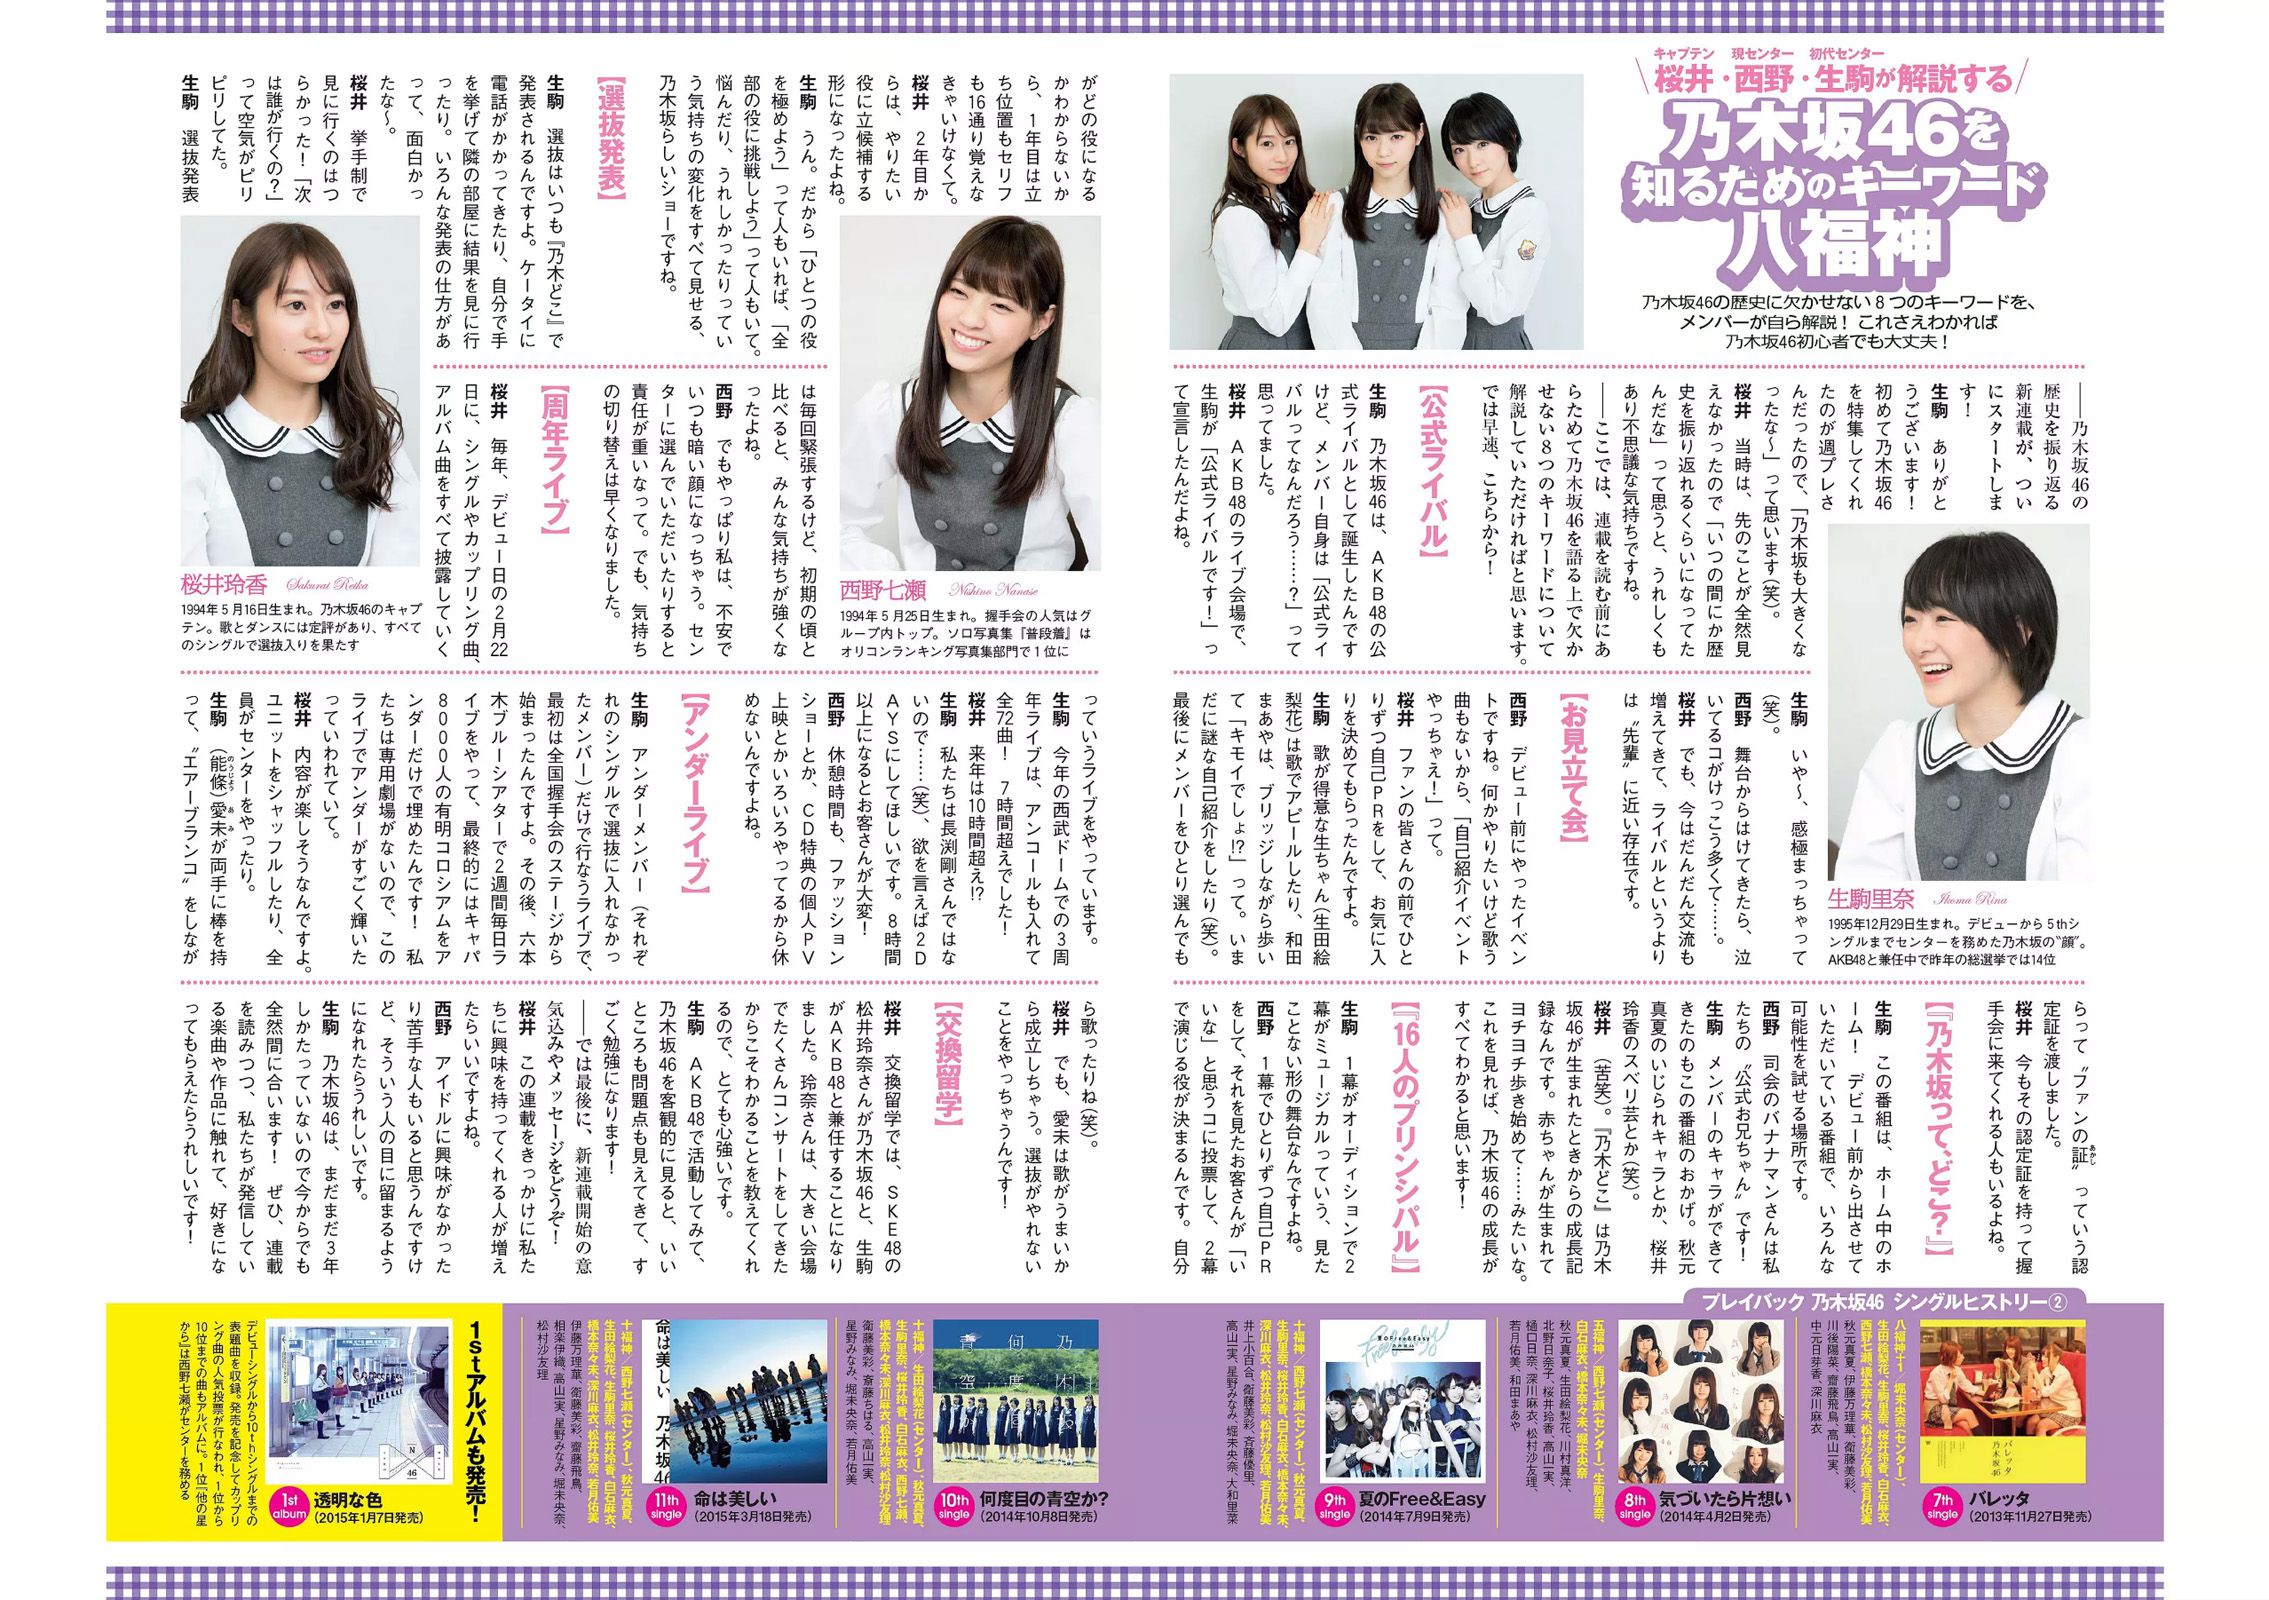 キャプテン　現センター　初代センター
桜井・西野・生駒が解説する
乃木坂46を
知るためのキーワード
八福神
乃木坂46の歴史に欠かせない８つのキーワードを、
メンバーが自ら解説！ これさえわかれば
乃木坂46初心者でも大丈夫！
――乃木坂46の
歴史を振り返る
新連載が、つい
にスタートしま
す！
生駒　ありがと
うございます！
初めて乃木坂46
を特集してくれ
たのが週プレさ
んだったので、「乃木坂も大きくな
ったな～」って思います(笑)。
桜井　当時は、先のことが全然見
えなかったので「いつの間にか歴
史を振り返れるくらいになってた
んだな」って思うと、うれしくも
あり不思議な気持ちですね。
――ここでは、連載を読む前にあ
らためて乃木坂46を語る上で欠か
せない８つのキーワードについて
解説していただければと思います。
では早速、こちらから！
【公式ライバル】
生駒　乃木坂46は、ＡＫＢ48の公
式ライバルとして誕生したんです
けど、メンバー自身は「公式ライ
バルってなんだろう……？」って
思ってました。
桜井　ＡＫＢ48のライブ会場で、
生駒が「公式ライバルです！」っ
て宣言したんだよね。
生駒里奈　Ikoma Rina
1995年12月29日生まれ。デビューから５thシ
ングルまでセンターを務めた乃木坂の“顔”。
AKB48と兼任中で昨年の総選挙では14位
生駒　いや～、感極まっちゃって
(笑)。
西野　舞台からはけてきたら、泣
いてるコがけっこう多くて……。
桜井　でも、今はだんだん交流も
増えてきて、ライバルというより
は〝先輩〟に近い存在です。
【お見立て会】
西野　デビュー前にやったイベン
トですね。何かやりたいけど歌う
曲もないから、「自己紹介イベント
やっちゃえ！」って。
桜井　ファンの皆さんの前でひと
りずつ自己ＰＲをして、お気に入
りを決めてもらったんですよ。
生駒　歌が得意な生ちゃん(生田絵
梨花)は歌でアピールしたり、和田
まあやは、ブリッジしながら歩い
て「キモイでしょ!?」って。いま
だに謎な自己紹介をしたり(笑)。
最後にメンバーをひとり選んでも
らって〝ファンの証〟っていう認
あかし
定証を渡しました。
桜井　今もその認定証を持って握
手会に来てくれる人もいるよね。
【『乃木坂って、どこ？』】
生駒　この番組は、ホーム中のホ
ーム！　デビュー前から出させて
いただいている番組で、いろんな
可能性を試せる場所です。
西野　司会のバナナマンさんは私
たちの〝公式お兄ちゃん〟です！
生駒　メンバーのキャラができて
きたのもこの番組のおかげ。秋元
真夏のいじられキャラとか、桜井
玲香のスベリ芸とか(笑)。
桜井　(苦笑)。『乃木どこ』は乃木
坂46が生まれたときからの成長記
録なんです。赤ちゃんが生まれて
ヨチヨチ歩き始めて……みたいな。
これを見れば、乃木坂46の成長が
すべてわかると思います！
【『16人のプリンシパル』】
生駒　１幕がオーディションで２
幕がミュージカルっていう、見た
ことない形の舞台なんですよね。
西野　１幕でひとりずつ自己ＰＲ
をして、それを見たお客さんが「い
いな」と思うコに投票して、２幕
で演じる役が決まるんです。自分
がどの役になる
かわからないか
ら、１年目は立
ち位置もセリフ
も16通り覚えな
きゃいけなくて。
桜井　２年目か
らは、やりたい
役に立候補する
形になったよね。
生駒　うん。だから「ひとつの役
を極めよう」って人もいれば、「全
部の役に挑戦しよう」って人もいて。
悩んだり、うれしかったりってい
う気持ちの変化をすべて見せる、
乃木坂らしいショーですね。
【選抜発表】
生駒　選抜はいつも『乃木どこ』で
発表されるんですよ。ケータイに
電話がかかってきたり、自分で手
を挙げて隣の部屋に結果を見に行
ったり。いろんな発表の仕方があ
って、面白かっ
たな～。
桜井　挙手制で
見に行くのはつ
らかった！「次
は誰が行くの？」
って空気がピリ
ピリしてた。
生駒　選抜発表
西野七瀬　Nishino Nanase
1994年５月25日生まれ。握手会の人気はグ
ループ内トップ。ソロ写真集『普段着』は
オリコンランキング写真集部門で１位に
桜井玲香　Sakurai Reika
1994年５月16日生まれ。乃木坂46のキャプ
テン。歌とダンスには定評があり、すべて
のシングルで選抜入りを果たす
は毎回緊張するけど、初期の頃と
比べると、みんな気持ちが強くな
ったよね。
西野　でもやっぱり私は、不安で
いつも暗い顔になっちゃう。セン
ターに選んでいただいたりすると
責任が重いなって。でも、気持ち
の切り替えは早くなりました。
【周年ライブ】
桜井　毎年、デビュー日の２月22
日に、シングルやカップリング曲、
アルバム曲をすべて披露していく
っていうライブをやっています。
生駒　今年の西武ドームでの３周
年ライブは、アンコールも入れて
全72曲！　７時間超えでした！
桜井　来年は10時間超え!?
生駒　私たちは長渕剛さんではな
いので……(笑)、欲を言えば２Ｄ
ＡＹＳにしてほしいです。８時間
以上になるとお客さんが大変！
西野　休憩時間も、ファッション
ショーとか、ＣＤ特典の個人ＰＶ
上映とかいろいろやってるから休
めないんですよね。
【アンダーライブ】
生駒　アンダーメンバー（それぞ
れのシングルで選抜に入れなかっ
たメンバー）だけで行なうライブで、
最初は全国握手会のステージから
始まったんですよ。その後、六本
木ブルーシアターで２週間毎日ラ
イブをやって、最終的にはキャパ
８０００人の有明コロシアムをア
ンダーだけで埋めたんです！　私
たちは専用劇場がないので、この
ライブでアンダーがすごく輝いた
っていわれていて。
桜井　内容が楽しそうなんですよ。
ユニットをシャッフルしたり、全
員がセンターをやったり。
生駒　(能條)愛未が両手に棒を持
のうじょう　あみ
って、〝エアーブランコ〟をしなが
ら歌ったりね(笑)。
桜井　でも、愛未は歌がうまいか
ら成立しちゃう。選抜がやれない
ことをやっちゃうんです！
【交換留学】
桜井　交換留学では、ＳＫＥ48の
松井玲奈さんが乃木坂46と、生駒
がＡＫＢ48と兼任することになり
ました。玲奈さんは、大きい会場
でたくさんコンサートをしてきた
からこそわかることを教えてくれ
るので、とても心強いです。
生駒　ＡＫＢ48で活動してみて、
乃木坂46を客観的に見ると、いい
ところも問題点も見えてきて、す
ごく勉強になります！
――では最後に、新連載開始の意
気込みやメッセージをどうぞ！
桜井　この連載をきっかけに私た
ちに興味を持ってくれる人が増え
たらいいですよね。
西野　アイドルに興味がなかった
り苦手な人もいると思うんですけ
ど、そういう人の目に留まるよう
になれたらうれしいです。
生駒　乃木坂46は、まだまだ３年
しかたっていないので今からでも
全然間に合います！　ぜひ、連載
を読みつつ、私たちが発信してい
る楽曲や作品に触れて、好きにな
ってもらえたらうれしいです！
プレイバック 乃木坂46 シングルヒストリー②
7th single
バレッタ
（2013年11月27日発売）
八福神＋1／堀未央奈(センター)、
生田絵梨花、生駒里奈、桜井玲香、白石麻衣、
西野七瀬、橋本奈々未、松村沙友理、若月佑美
秋元真夏、伊藤万理華、衛藤美彩、
川後陽菜、齋藤飛鳥、高山一実、
中元日芽香、深川麻衣
8th single
気づいたら片想い
（2014年4月2日発売）
五福神／西野七瀬(センター)、生駒里奈、
白石麻衣、橋本奈々未、堀未央奈
秋元真夏、生田絵梨花、川村真洋、
北野日奈子、桜井玲香、高山一実、
樋口日奈、深川麻衣、松村沙友理、
若月佑美、和田まあや
9th single
夏のFree&Easy
（2014年7月9日発売）
十福神／西野七瀬(センター)、秋元真夏、
生駒里奈、桜井玲香、白石麻衣、橋本奈々未、
深川麻衣、松井玲奈、松村沙友理、若月佑美
井上小百合、衛藤美彩、斉藤優里、
高山一実、星野みなみ、堀未央奈、大和里菜
10th single
何度目の青空か？
（2014年10月8日発売）
十福神／生田絵梨花(センター)、秋元真夏、
生駒里奈、桜井玲香、白石麻衣、西野七瀬、
橋本奈々未、深川麻衣、松井玲奈、松村沙友理
衛藤美彩、斎藤ちはる、高山一実、
星野みなみ、堀未央奈、若月佑美
11th single
命は美しい
（2015年3月18日発売）
十福神／西野七瀬(センター)、秋元真夏、
生田絵梨花、生駒里奈、桜井玲香、白石麻衣、
橋本奈々未、深川麻衣、松井玲奈、若月佑美
伊藤万理華、衛藤美彩、齋藤飛鳥、
相楽伊織、高山一実、星野みなみ、堀未央奈、
松村沙友理
1stアルバムも発売！
1st album
透明な色
（2015年1月7日発売）
デビューシングルから10thシングルまでの
表題曲を収録。発売を記念してカップリ
ング曲の人気投票が行なわれ、1位から
10位までの曲もアルバムに。1位『他の星
から』は西野七瀬がセンターを務める